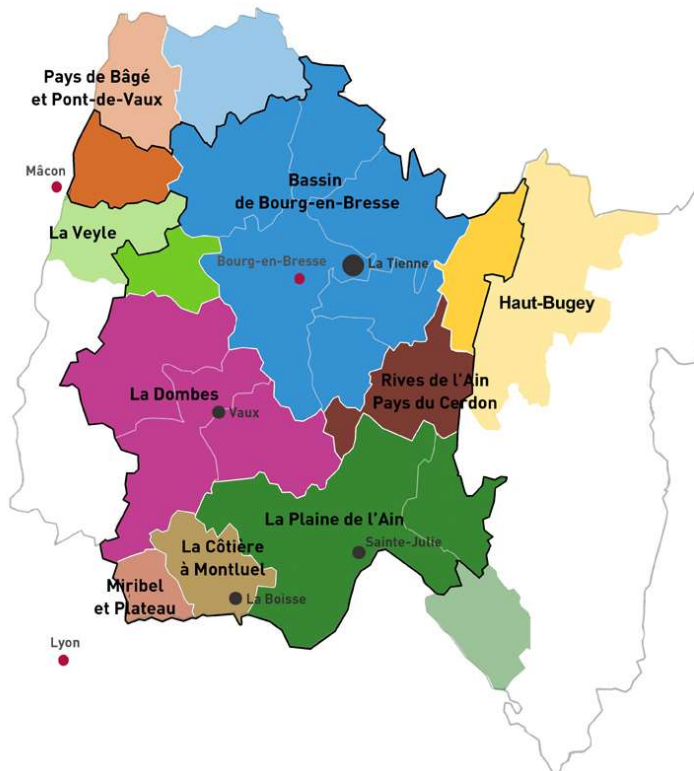 Pays de Bâgé
et Pont-de-Vaux
Mâcon
Bassin
de Bourg-en-Bresse
La Veyle
Bourg-en-Bresse
La Tienne
Haut-Bugey
Rives de l'Ain
Pays du Cerdon
La Dombes
Vaux
La Plaine de l'Ain
Sainte-Julie
La Côtière
à Montluel
Miribel
et Plateau
La Boisse
Lyon